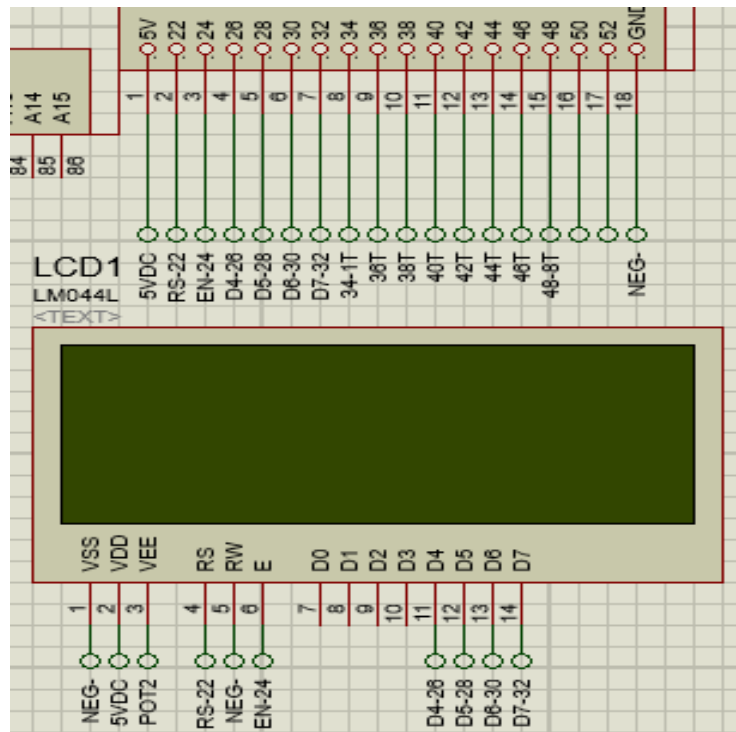 5V 22 24 26 28 30 32 34 36 38 40 42 44 46 48 50 52 GND
1 2 3 4 5 6 7 8 9 10 11 12 13 14 15 16 17 18
A14 A15
84 85 86
5VDC RS-22 EN-24 D4-26 D5-28 D6-30 D7-32 34-1T 36T 38T 40T 42T 44T 46T 48-8T NEG-
LCD1
LM044L
<TEXT>
VSS VDD VEE RS RW E D0 D1 D2 D3 D4 D5 D6 D7
1 2 3 4 5 6 7 8 9 10 11 12 13 14
NEG- 5VDC POT2 RS-22 NEG- EN-24 D4-26 D5-28 D6-30 D7-32